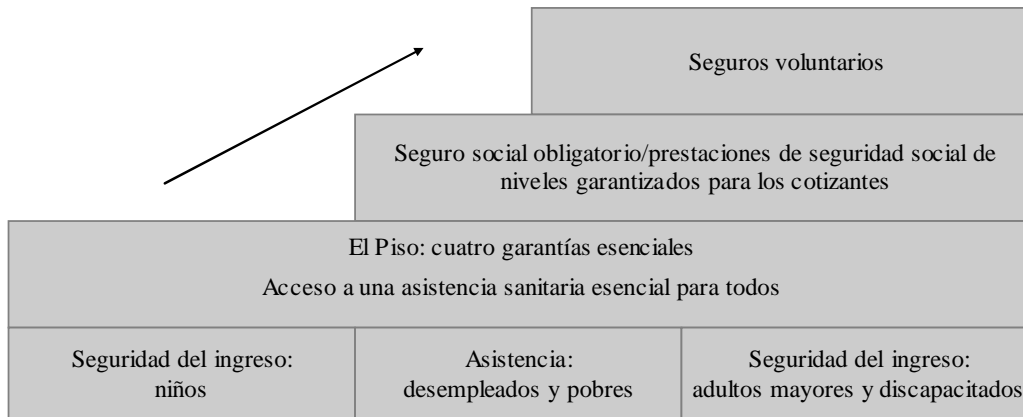 Seguros voluntarios
Seguro social obligatorio/prestaciones de seguridad social de
niveles garantizados para los cotizantes
El Piso: cuatro garantías esenciales
Acceso a una asistencia sanitaria esencial para todos
Seguridad del ingreso:
niños
Asistencia:
desempleados y pobres
Seguridad del ingreso:
adultos mayores y discapacitados